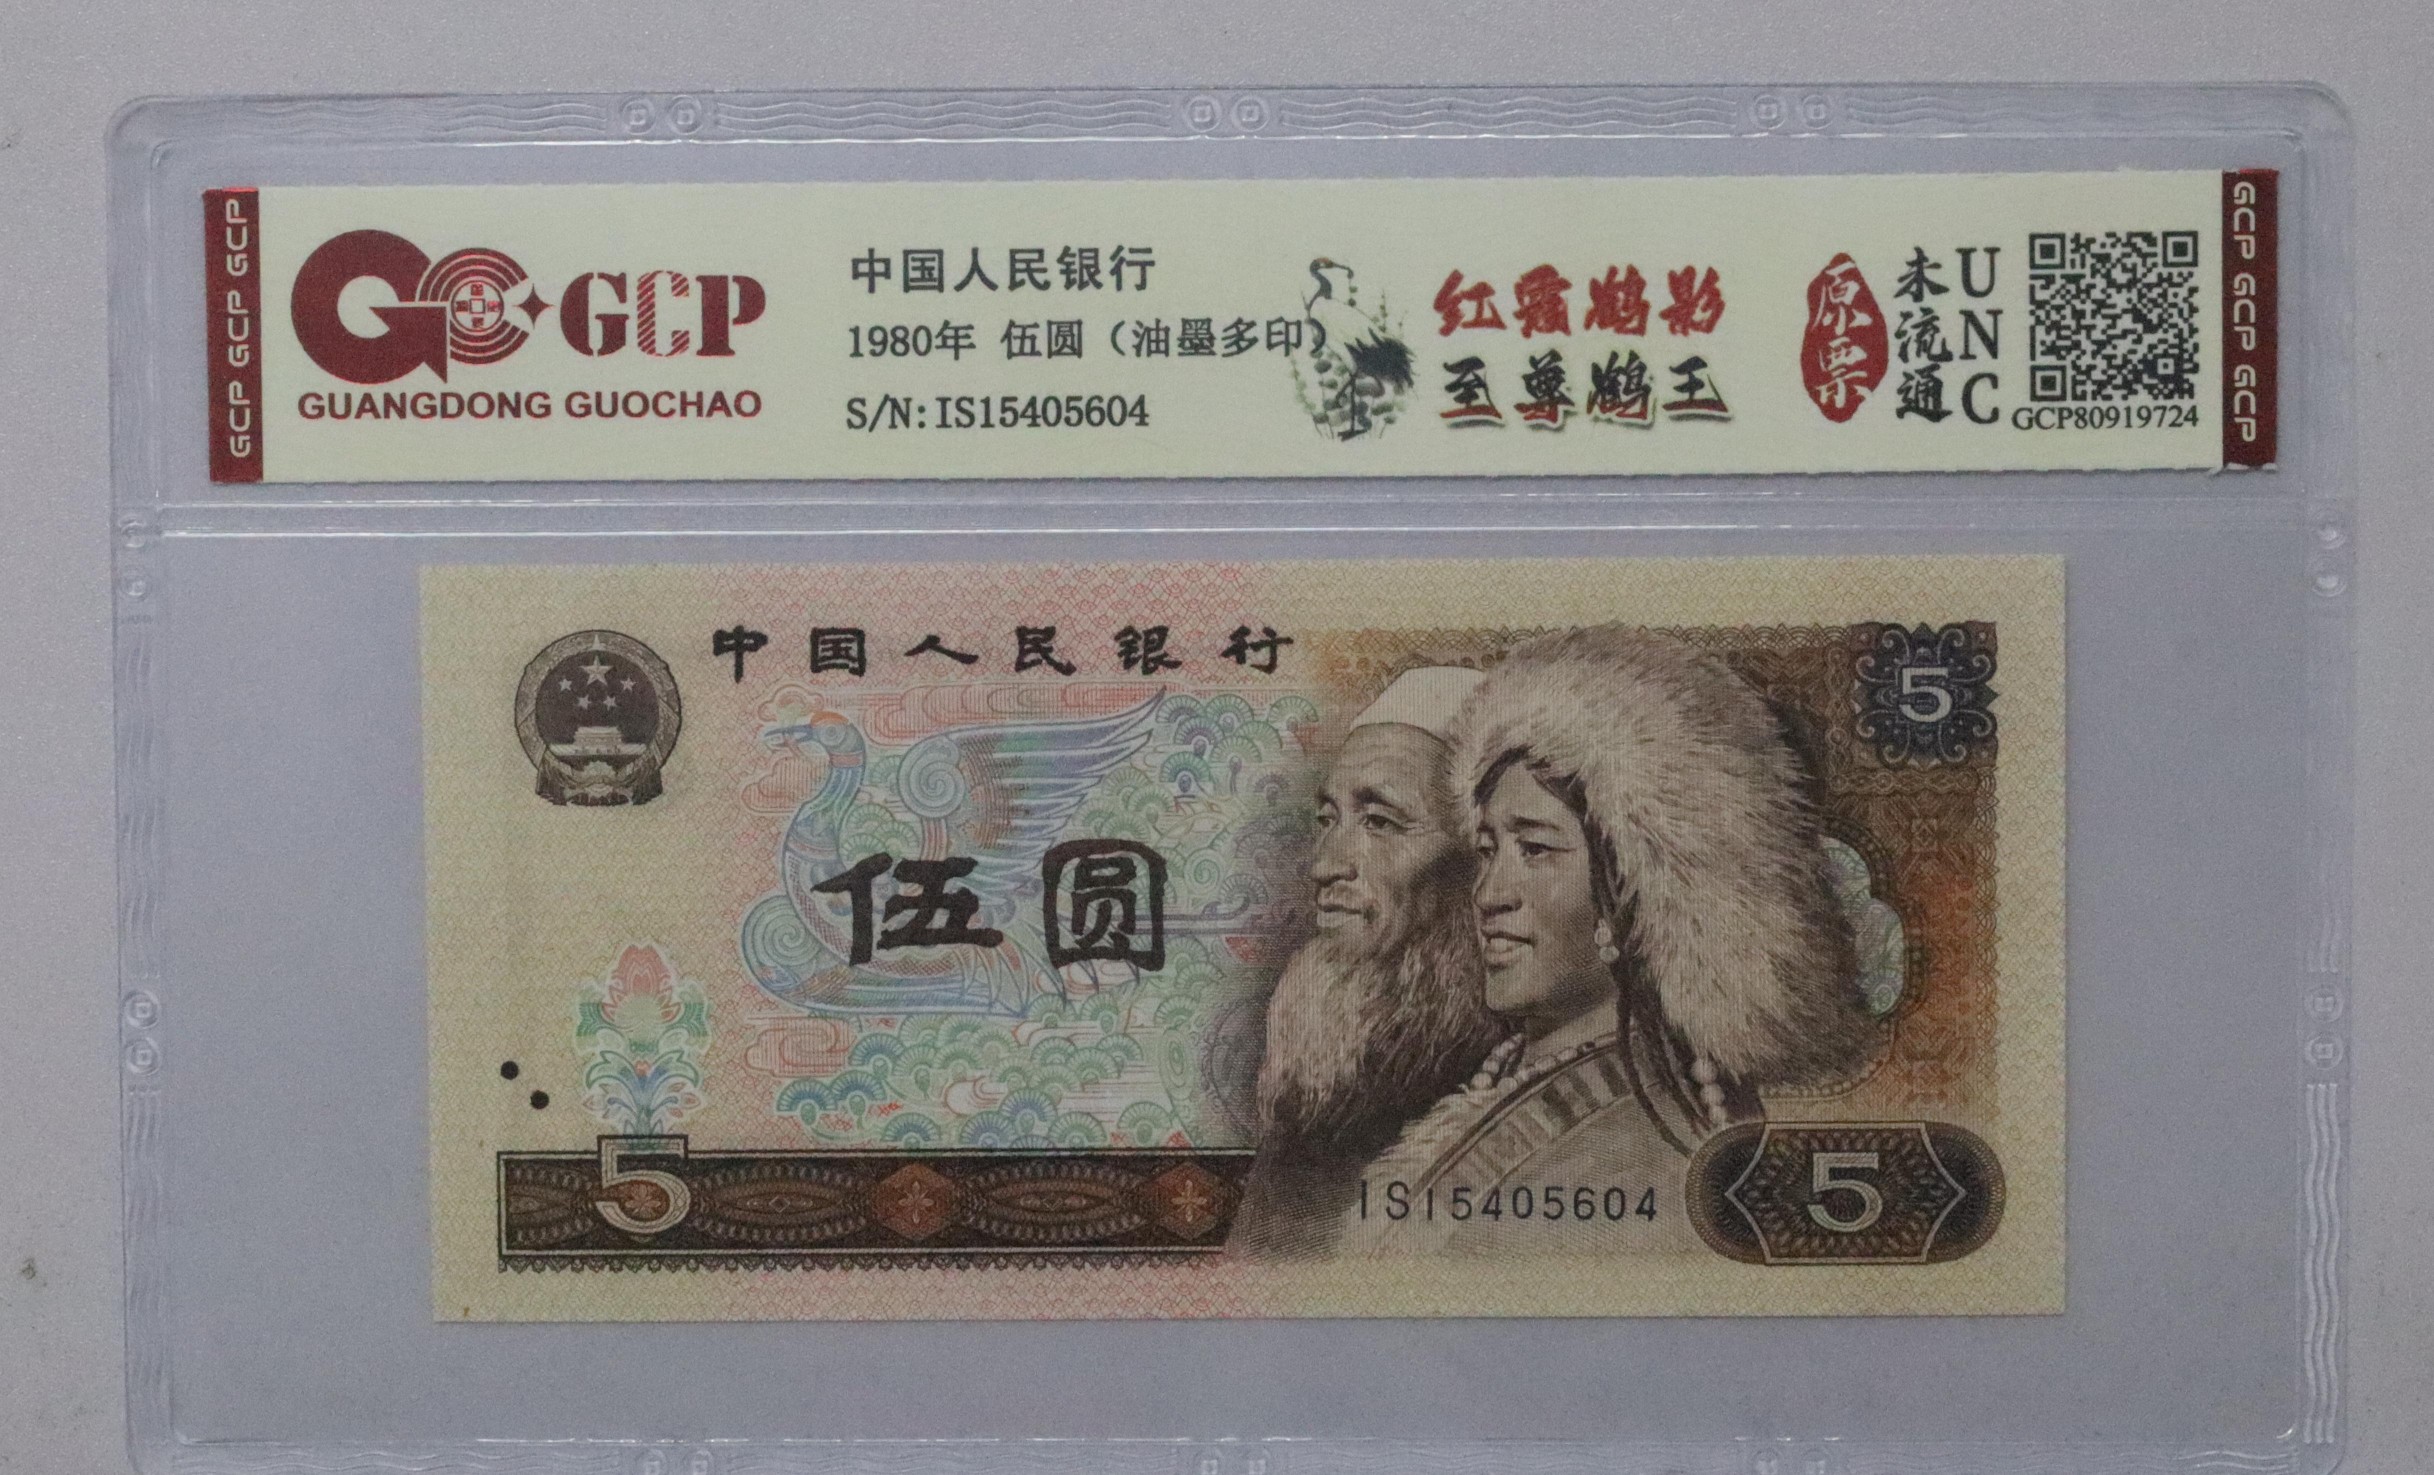 GCP GCP GCP
GCP
GUANGDONG GUOCHAO
中国人民银行
1980年 伍圆（油墨多印）
S/N:IS15405604
红霞鹤影
至尊鹤王
原票
未流通
UNC
GCP80919724
GCP GCP GCP
中国人民银行
5
伍圆
5
IS15405604
5